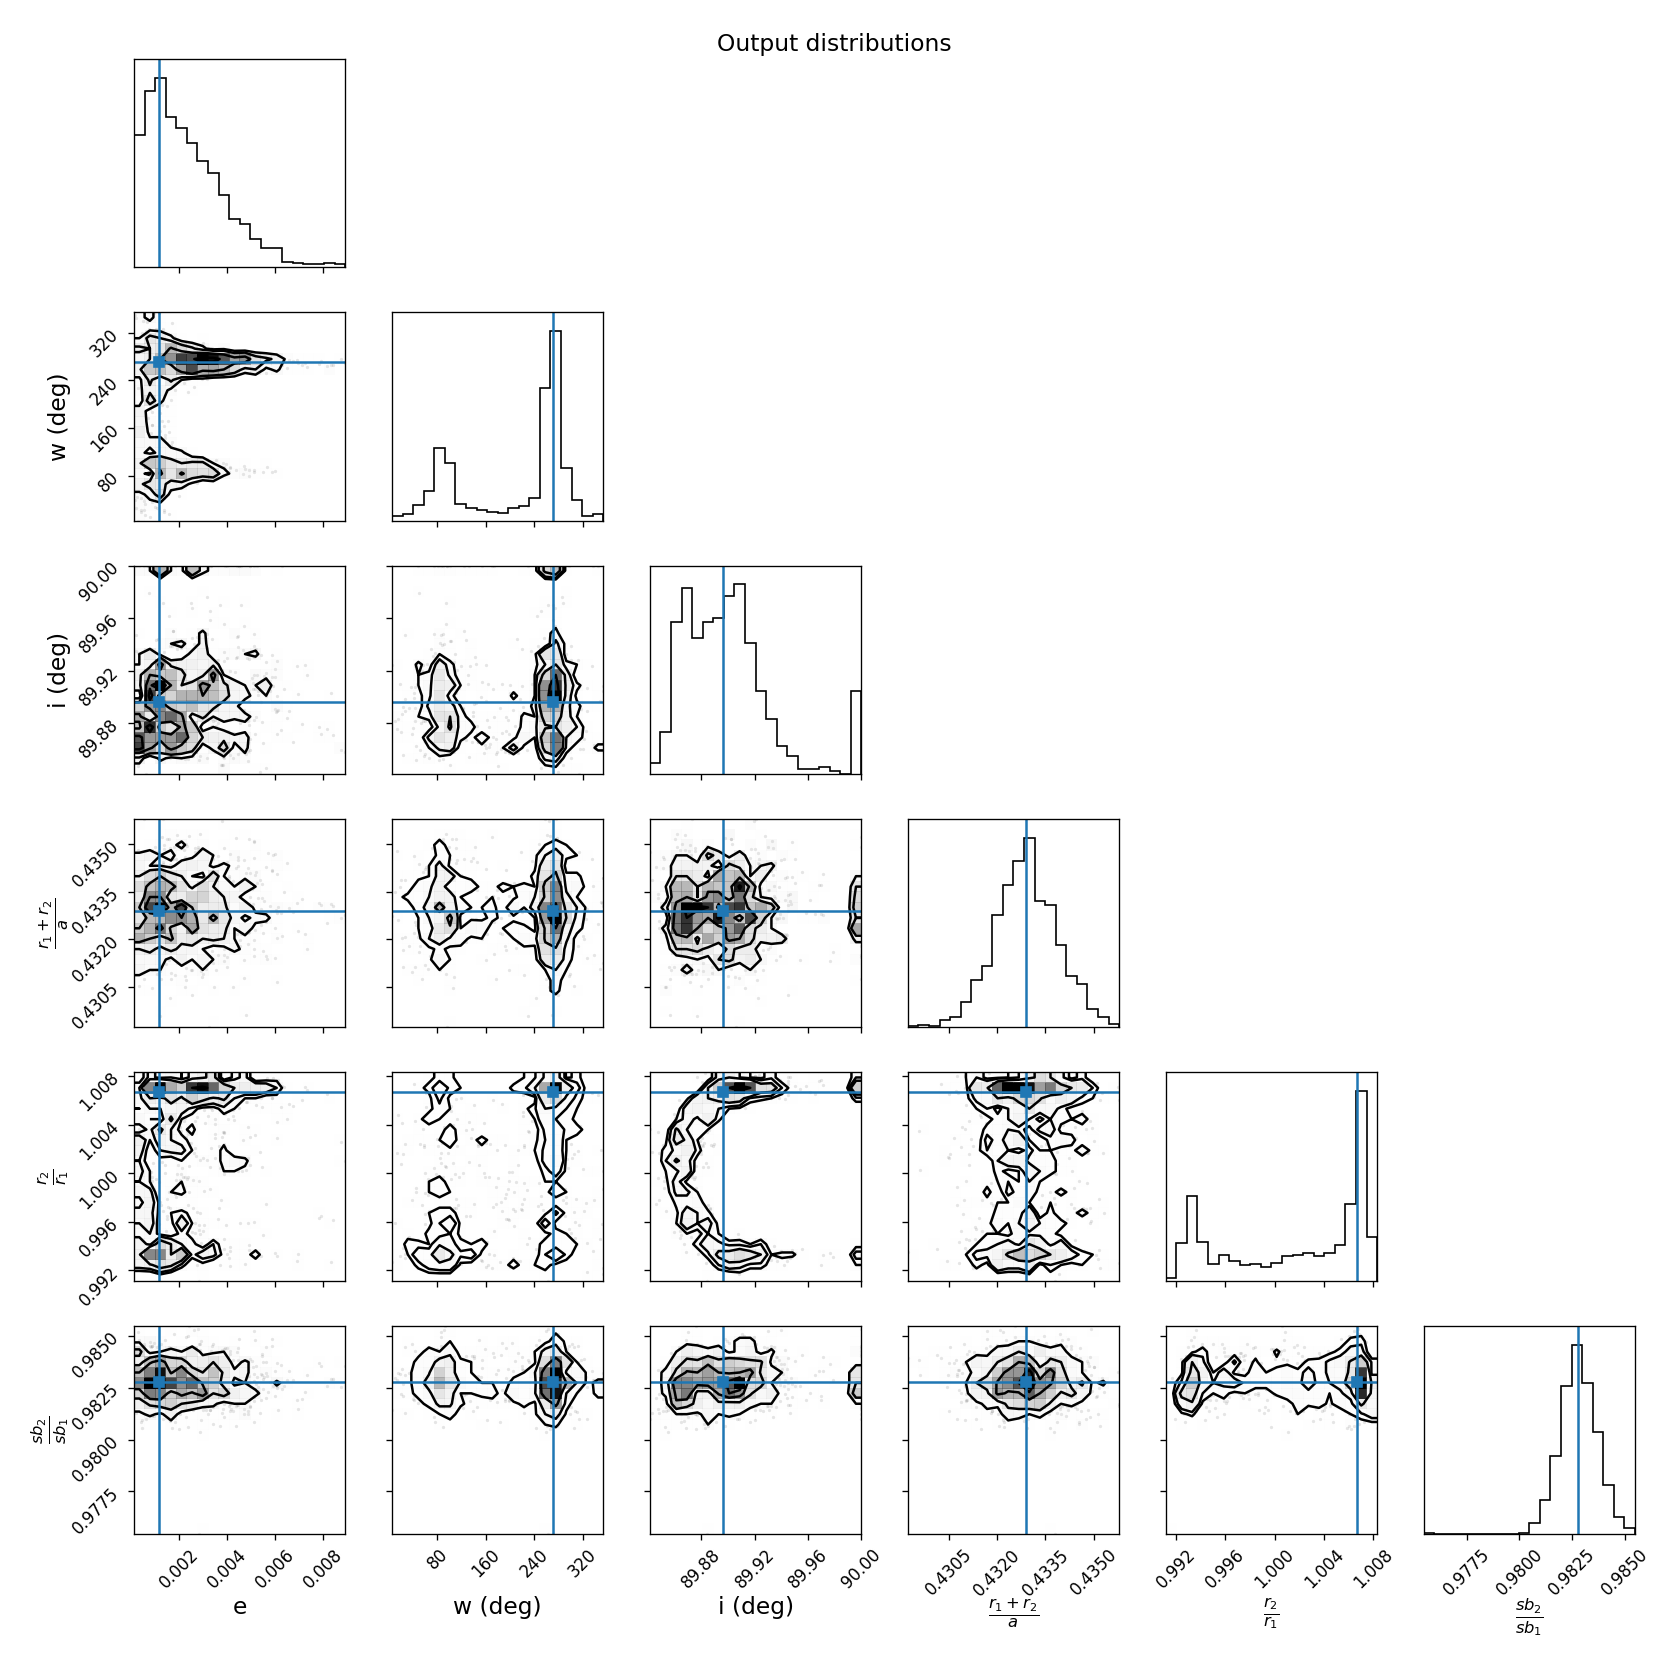 Output distributions
w (deg)
320
240
160
80
i (deg)
90.00
89.96
89.92
89.88
r₁ + r₂
a
0.4350
0.4335
0.4320
0.4305
r₂
r₁
1.008
1.004
1.000
0.996
0.992
sb₂
sb₁
0.9850
0.9825
0.9800
0.9775
0.002 0.004 0.006 0.008
80 160 240 320
89.88 89.92 89.96 90.00
0.4305 0.4320 0.4335 0.4350
0.992 0.996 1.000 1.004 1.008
0.9775 0.9800 0.9825 0.9850
e
w (deg)
i (deg)
r₁ + r₂
a
r₂
r₁
sb₂
sb₁